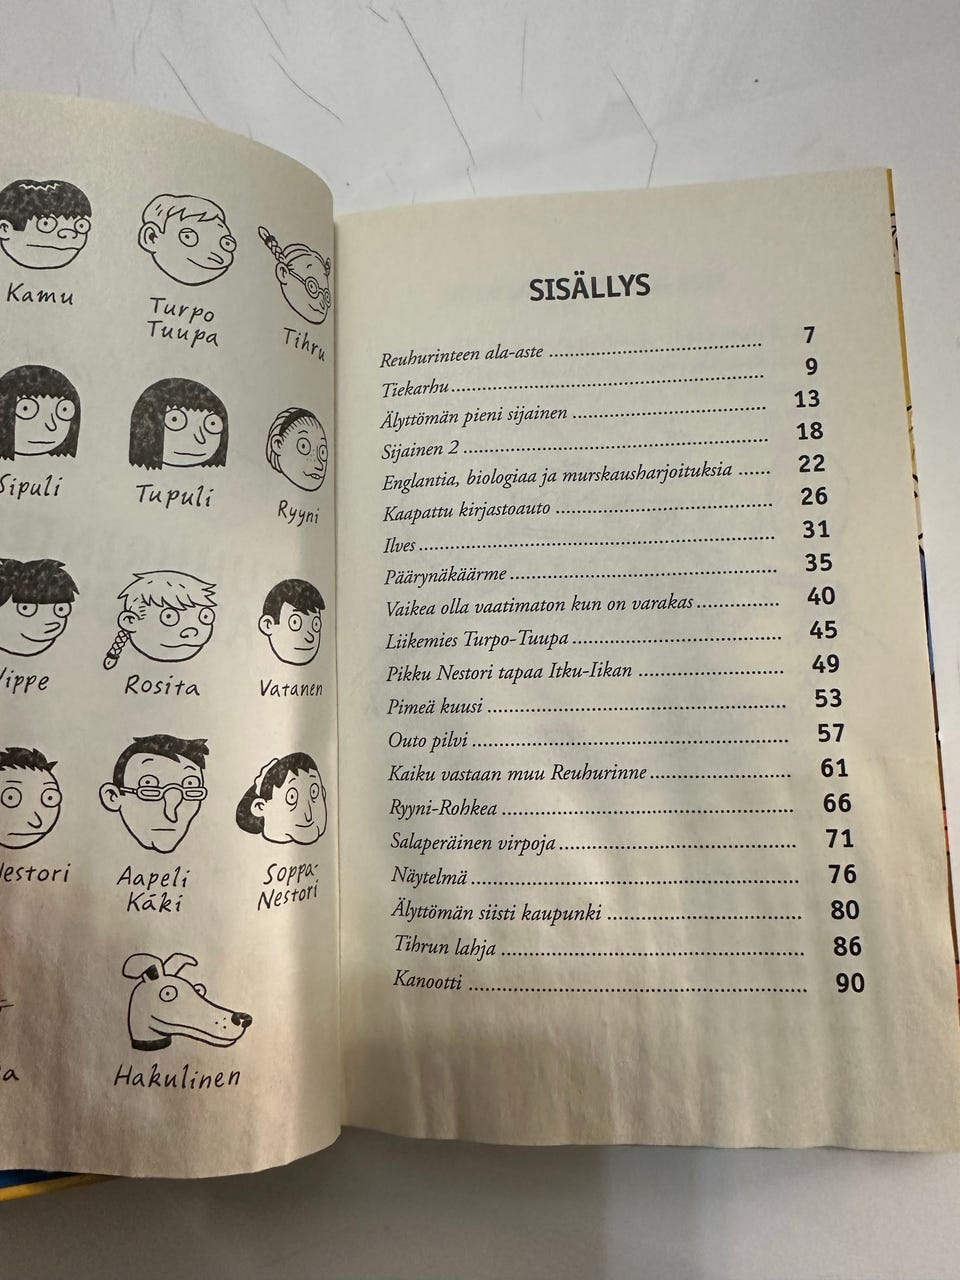 Kamu
Turpo
Tuupa
Tihru
Sipuli
Tupuli
Ryyni
Rosita
Vatanen
Aapeli
Käki
Soppa-
Nestori
Hakulinen
SISÄLLYS
Reuhurinteen ala-aste 7
Tiekarhu 9
Älyttömän pieni sijainen 13
Sijainen 2 18
Englantia, biologiaa ja murskausharjoituksia 22
Kaapattu kirjastoauto 26
Ilves 31
Päärynäkäärme 35
Vaikea olla vaatimaton kun on varakas 40
Liikemies Turpo-Tuupa 45
Pikku Nestori tapaa Itku-Iikan 49
Pimeä kuusi 53
Outo pilvi 57
Kaiku vastaan muu Reuhurinne 61
Ryyni-Rohkea 66
Salaperäinen virpoja 71
Näytelmä 76
Älyttömän siisti kaupunki 80
Tihrun lahja 86
Kanootti 90